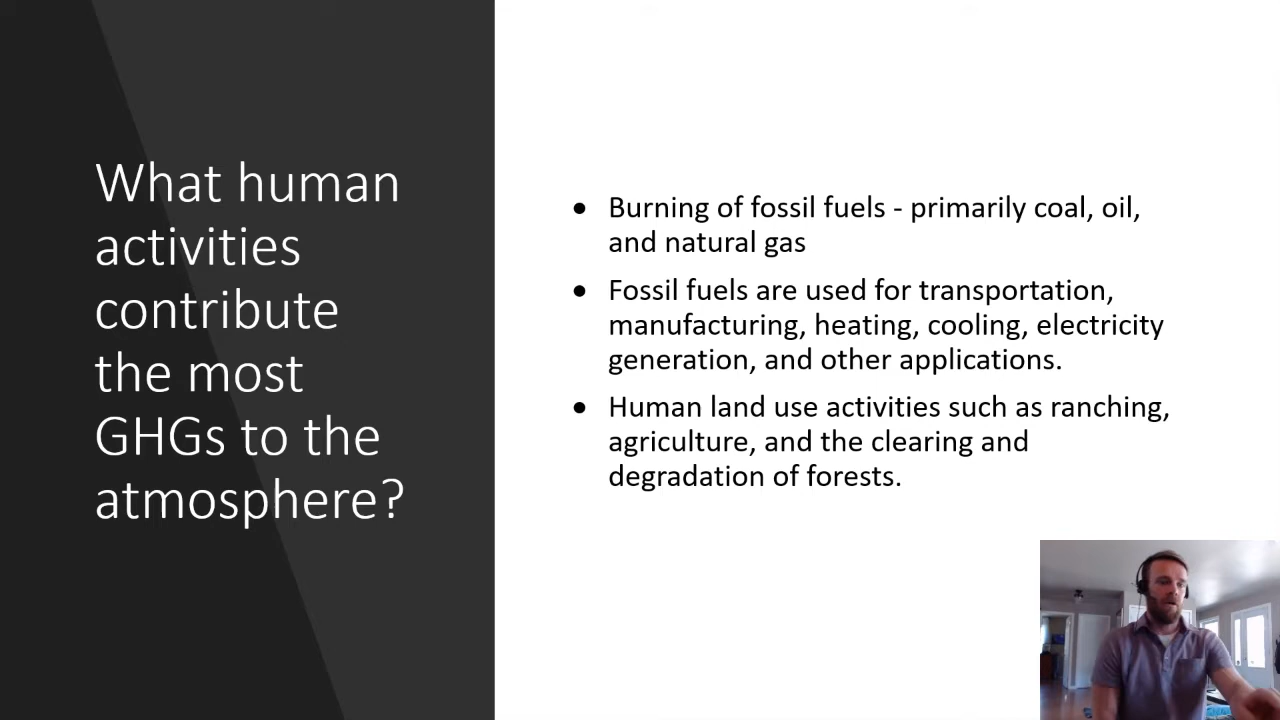 What human
activities
contribute
the most
GHGs to the
atmosphere?
• Burning of fossil fuels - primarily coal, oil,
and natural gas
• Fossil fuels are used for transportation,
manufacturing, heating, cooling, electricity
generation, and other applications.
• Human land use activities such as ranching,
agriculture, and the clearing and
degradation of forests.